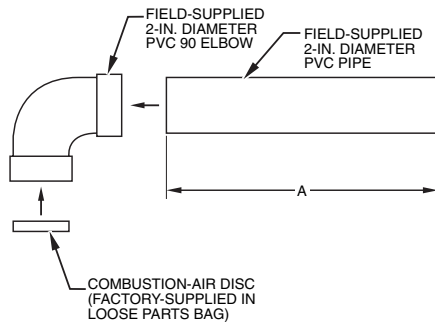 FIELD-SUPPLIED
2-IN. DIAMETER
PVC 90 ELBOW
FIELD-SUPPLIED
2-IN. DIAMETER
PVC PIPE
A
COMBUSTION-AIR DISC
(FACTORY-SUPPLIED IN
LOOSE PARTS BAG)